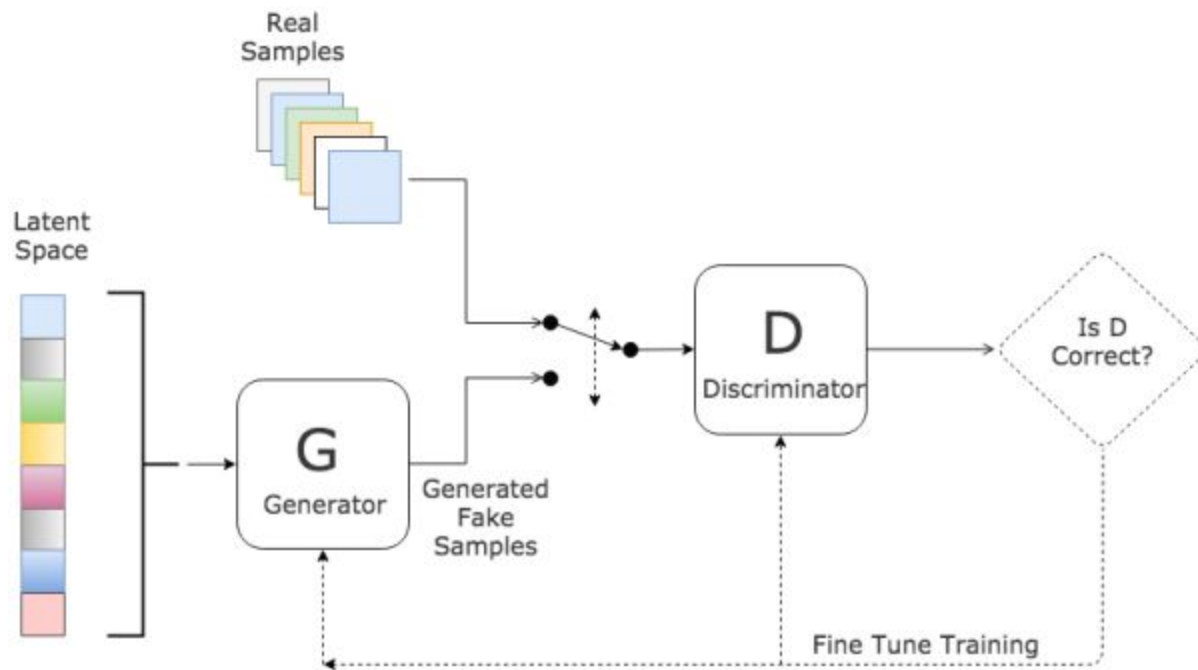 Real
Samples
Latent
Space
G
Generator
Generated
Fake
Samples
D
Discriminator
Is D
Correct?
Fine Tune Training